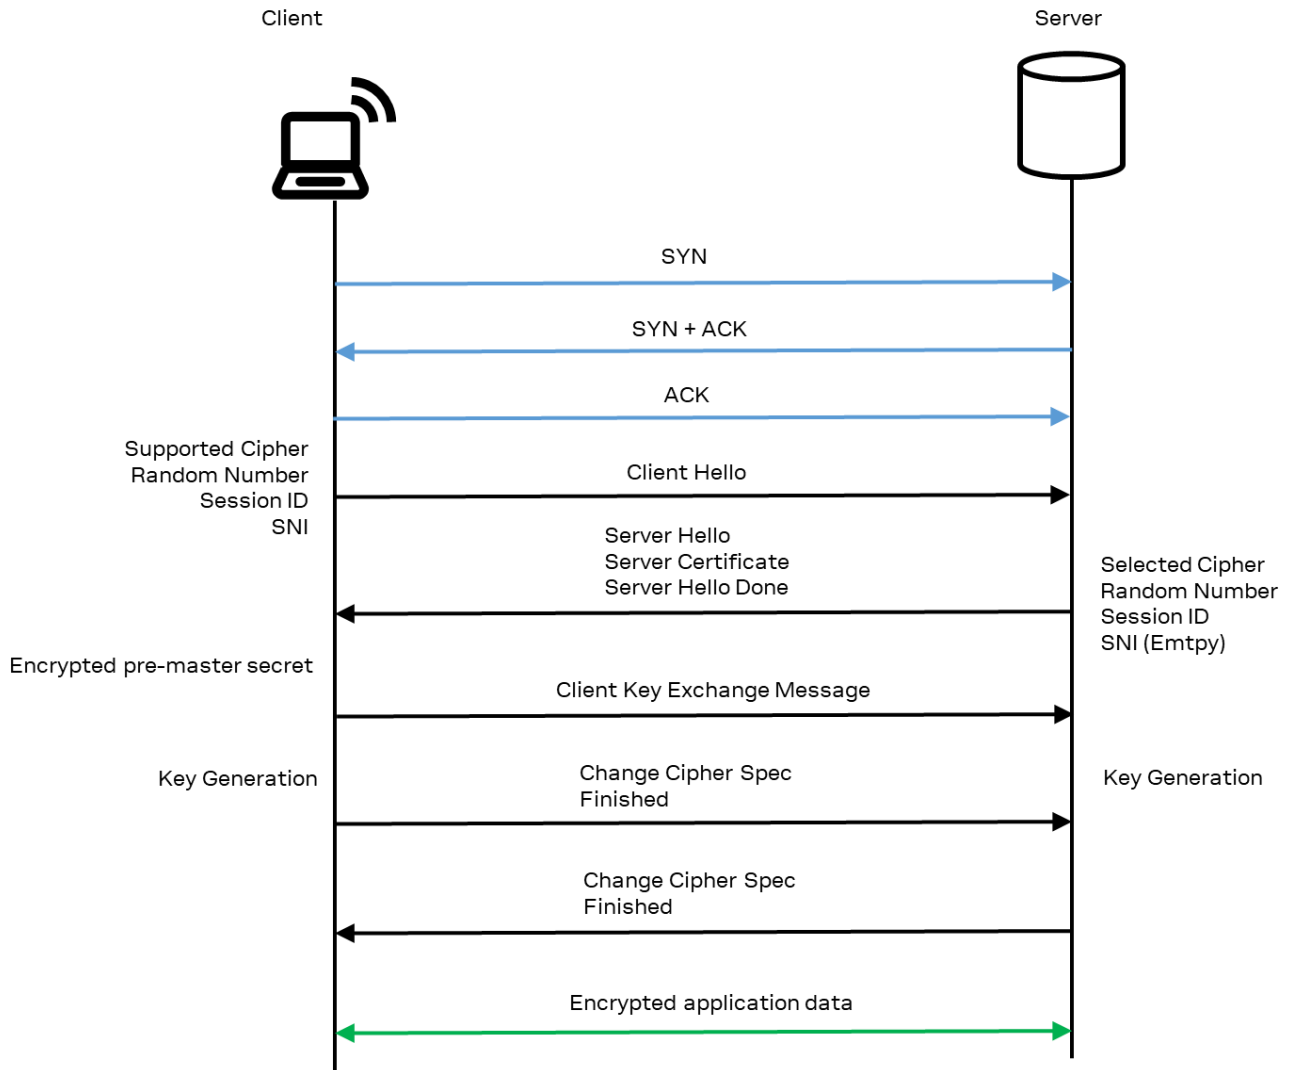 Client
Server
SYN
SYN + ACK
ACK
Supported Cipher
Random Number
Session ID
SNI
Client Hello
Server Hello
Server Certificate
Server Hello Done
Selected Cipher
Random Number
Session ID
SNI (Emtpy)
Encrypted pre-master secret
Client Key Exchange Message
Key Generation
Change Cipher Spec
Finished
Key Generation
Change Cipher Spec
Finished
Encrypted application data